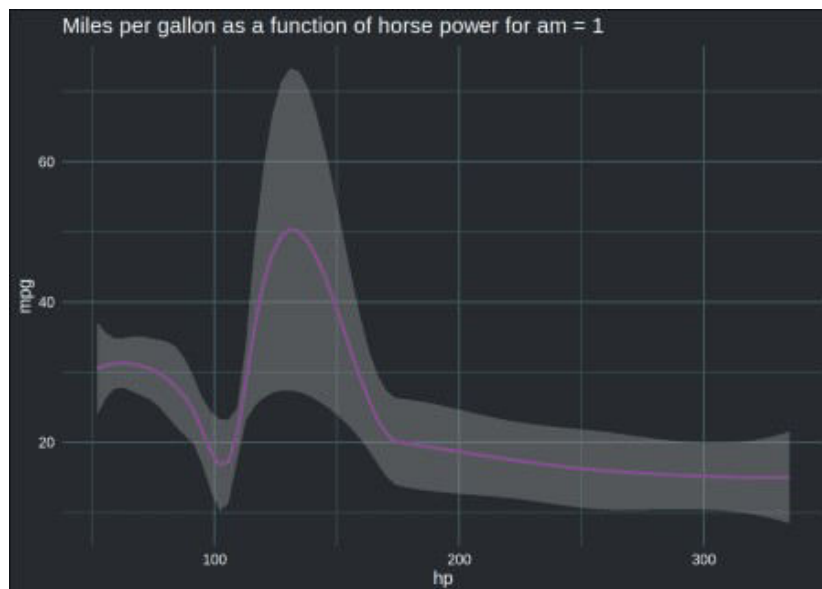 Miles per gallon as a function of horse power for am = 1
60
40
20
mpg
100 200 300
hp